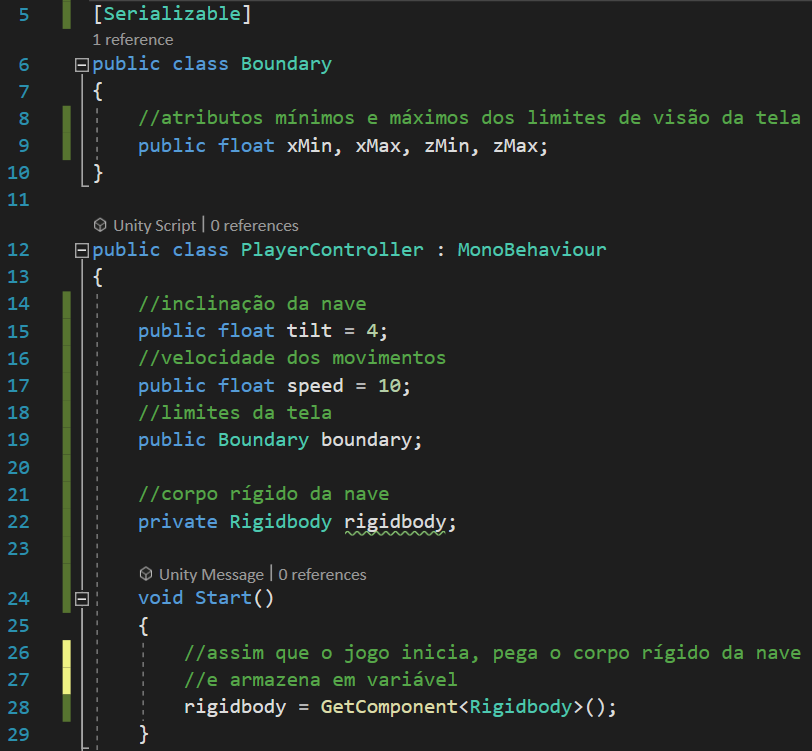 5 [Serializable]
1 reference
6 public class Boundary
7 {
8 //atributos mínimos e máximos dos limites de visão da tela
9 public float xMin, xMax, zMin, zMax;
10 }
11
Unity Script | 0 references
12 public class PlayerController : MonoBehaviour
13 {
14 //inclinação da nave
15 public float tilt = 4;
16 //velocidade dos movimentos
17 public float speed = 10;
18 //limites da tela
19 public Boundary boundary;
20
21 //corpo rígido da nave
22 private Rigidbody rigidbody;
23
Unity Message | 0 references
24 void Start()
25 {
26 //assim que o jogo inicia, pega o corpo rígido da nave
27 //e armazena em variável
28 rigidbody = GetComponent<Rigidbody>();
29 }